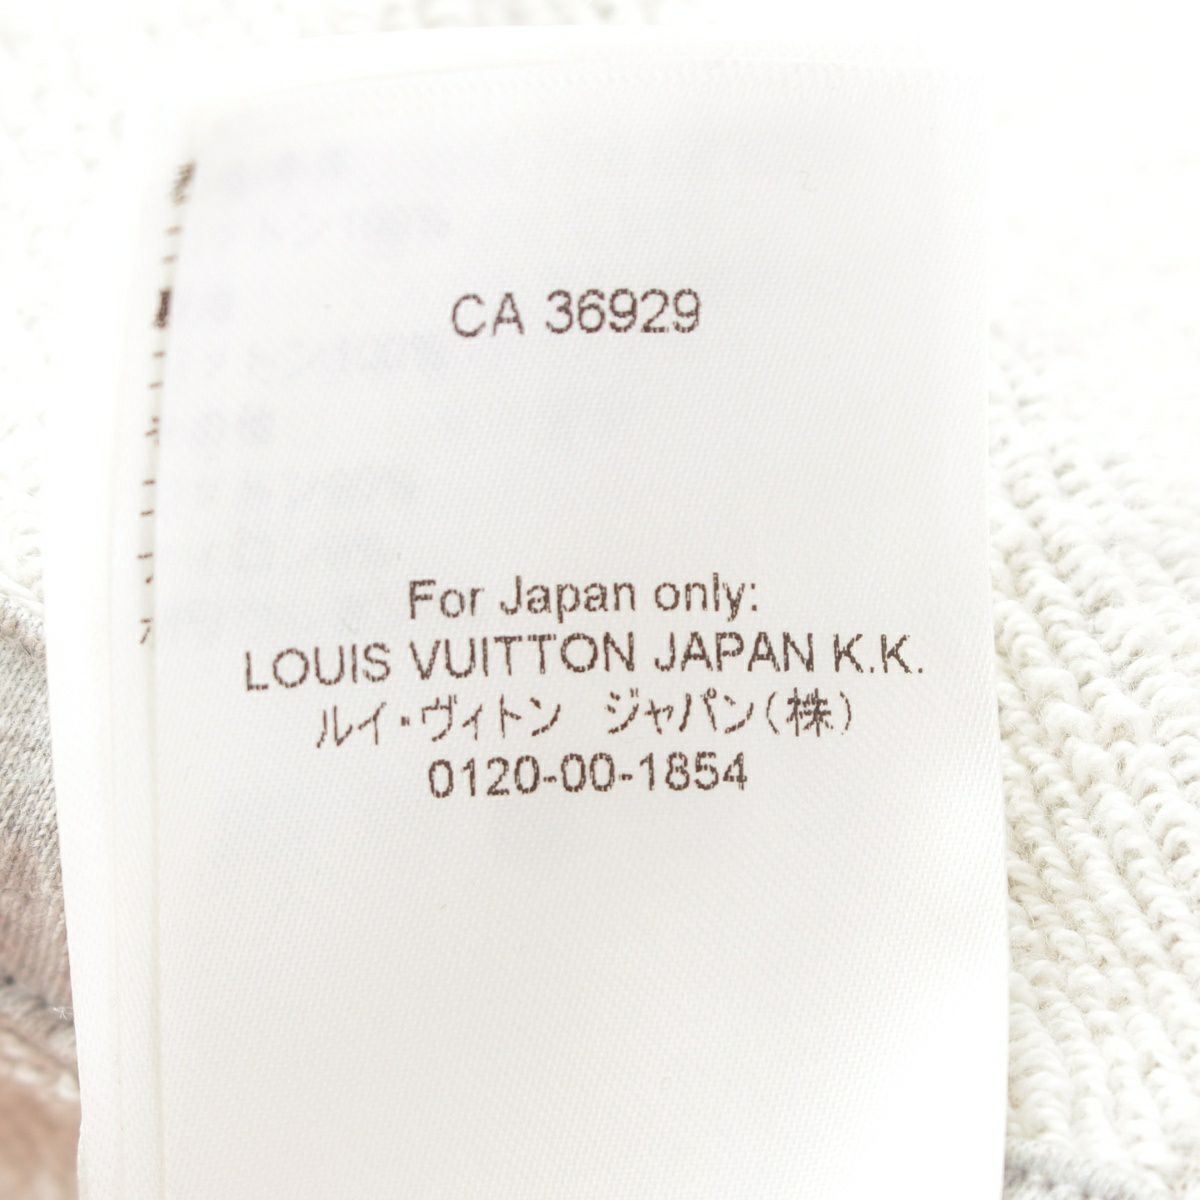 CA 36929
For Japan only:
LOUIS VUITTON JAPAN K.K.
ルイ・ヴィトン　ジャパン(株)
0120-00-1854